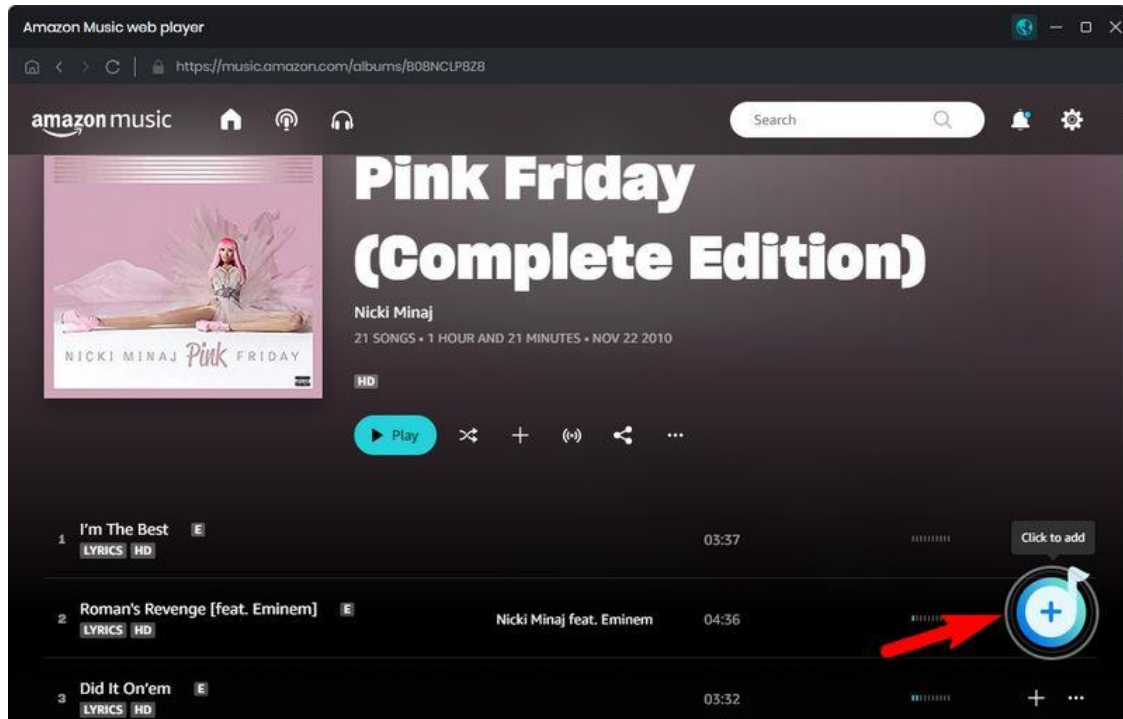 Amazon Music web player
https://music.amazon.com/albums/B08NCLP8Z8
amazon music
Search
Pink Friday
(Complete Edition)
Nicki Minaj
21 SONGS • 1 HOUR AND 21 MINUTES • NOV 22 2010
NICKI MINAJ Pink FRIDAY
HD
Play
1 I'm The Best E 03:37
LYRICS HD
Click to add
2 Roman's Revenge [feat. Eminem] E Nicki Minaj feat. Eminem 04:36
LYRICS HD
3 Did It On'em E 03:32
LYRICS HD